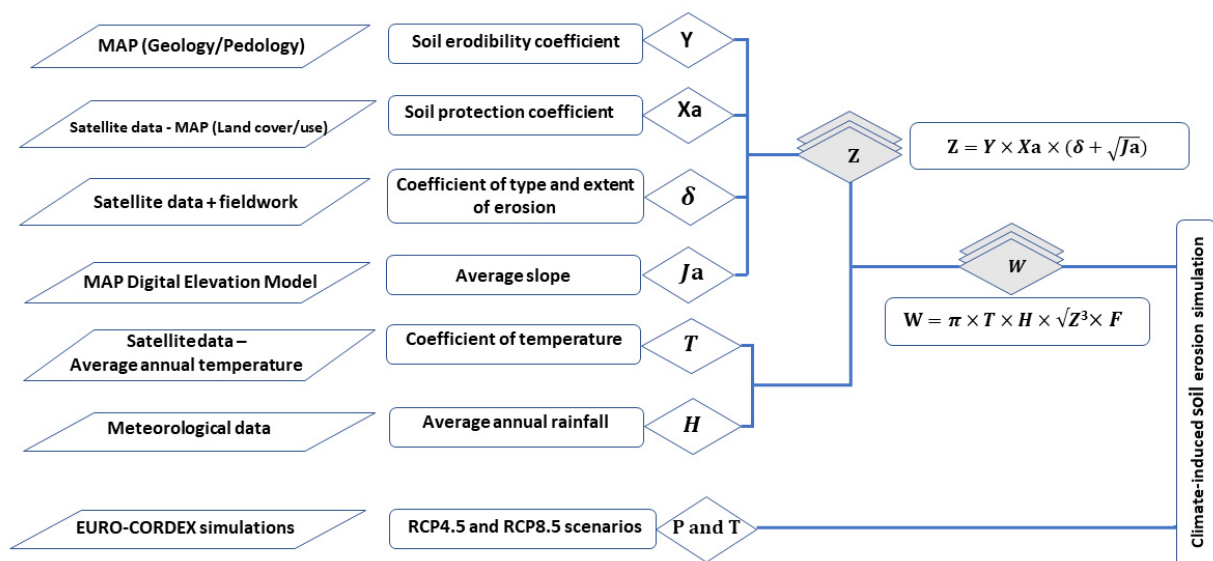 MAP (Geology/Pedology)
Soil erodibility coefficient
Y
Satellite data - MAP (Land cover/use)
Soil protection coefficient
Xa
Z
Z = Y × Xa × (δ + √Ja)
Satellite data + fieldwork
Coefficient of type and extent
of erosion
δ
MAP Digital Elevation Model
Average slope
Ja
W
W = π × T × H × √Z³ × F
Satellite data –
Average annual temperature
Coefficient of temperature
T
Meteorological data
Average annual rainfall
H
EURO-CORDEX simulations
RCP4.5 and RCP8.5 scenarios
P and T
Climate-induced soil erosion simulation